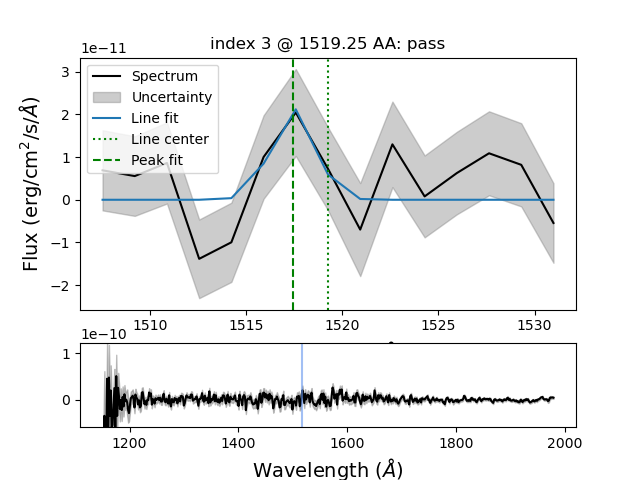 index 3 @ 1519.25 AA: pass
1e−11
Spectrum
Uncertainty
Line fit
Line center
Peak fit
3
2
1
0
−1
−2
Flux (erg/cm²/s/Å)
1510 1515 1520 1525 1530
1e−10
1
0
1200 1400 1600 1800 2000
Wavelength (Å)